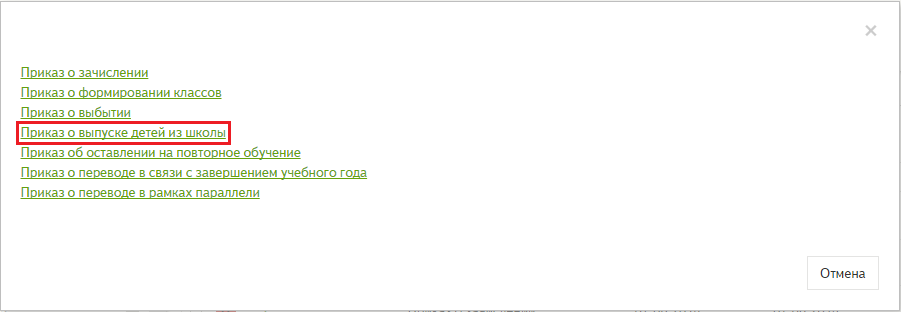 ×
Приказ о зачислении
Приказ о формировании классов
Приказ о выбытии
Приказ о выпуске детей из школы
Приказ об оставлении на повторное обучение
Приказ о переводе в связи с завершением учебного года
Приказ о переводе в рамках параллели
Отмена